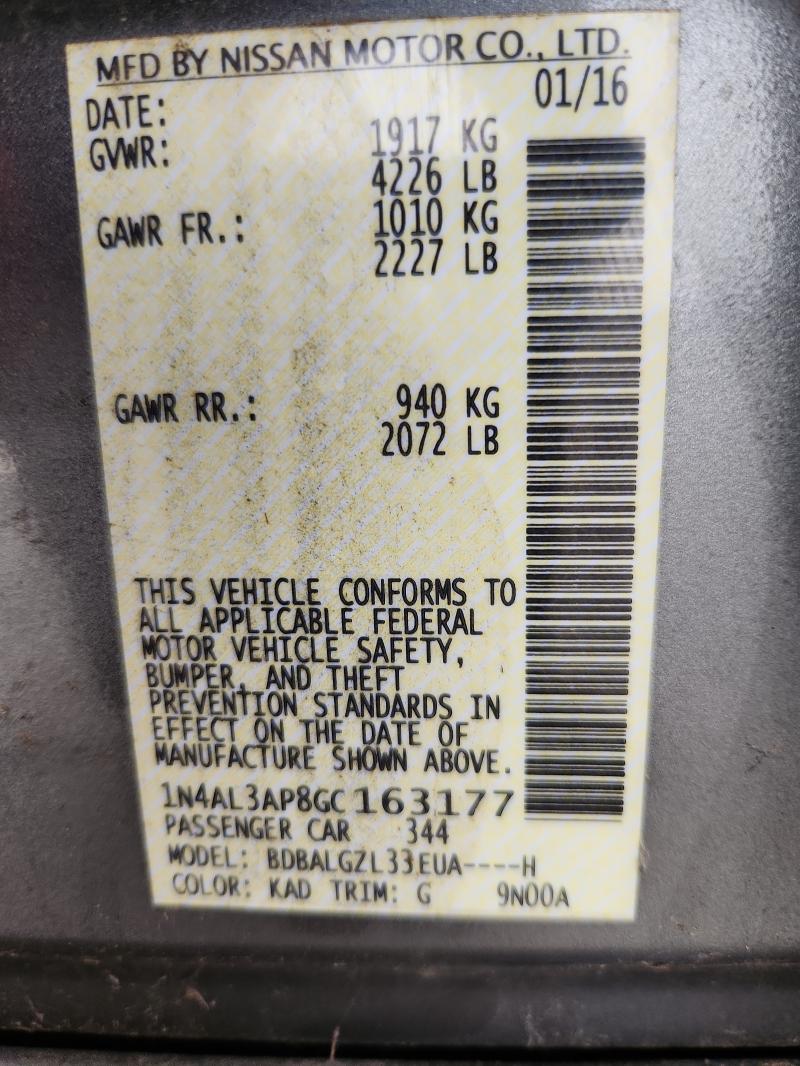 MFD BY NISSAN MOTOR CO., LTD.
DATE: 01/16
GVWR: 1917 KG
4226 LB
GAWR FR.: 1010 KG
2227 LB
GAWR RR.: 940 KG
2072 LB
THIS VEHICLE CONFORMS TO
ALL APPLICABLE FEDERAL
MOTOR VEHICLE SAFETY,
BUMPER, AND THEFT
PREVENTION STANDARDS IN
EFFECT ON THE DATE OF
MANUFACTURE SHOWN ABOVE.
1N4AL3AP8GC163177
PASSENGER CAR 344
MODEL: BDBALGZL33EUA----H
COLOR: KAD TRIM: G 9N00A